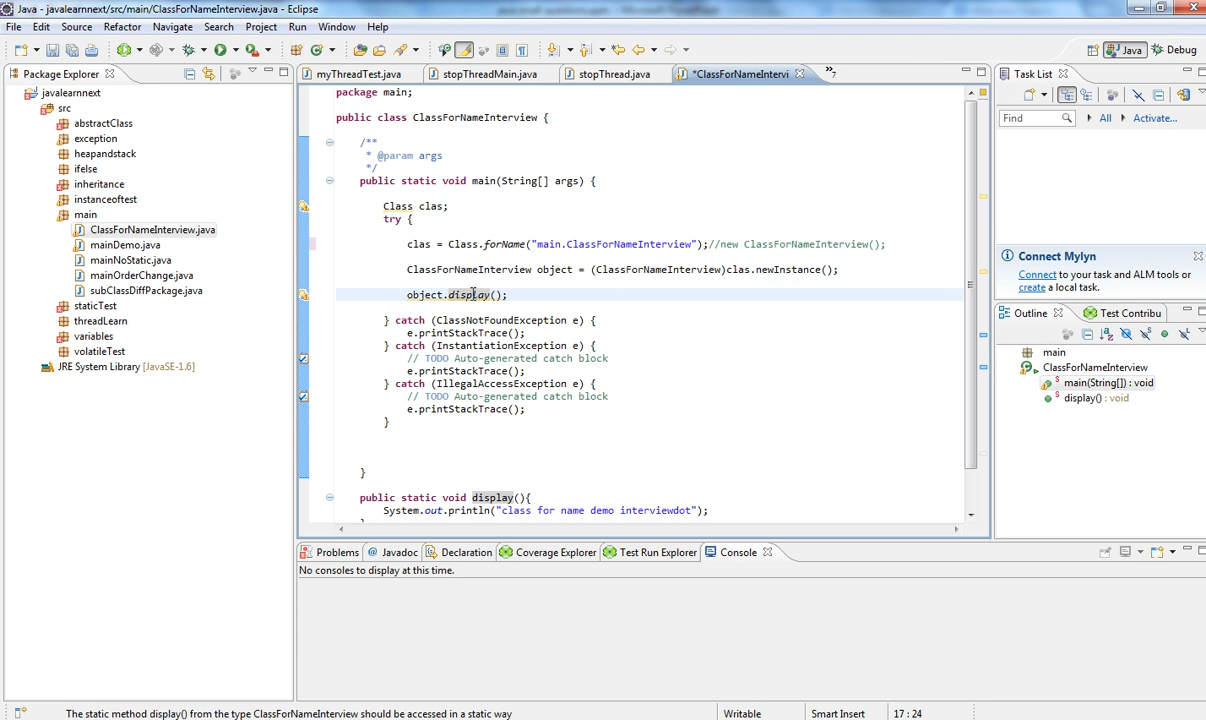 Java - javalearnnext/src/main/ClassForNameInterview.java - Eclipse
File Edit Source Refactor Navigate Search Project Run Window Help
Java Debug
Package Explorer
javalearnnext
src
abstractClass
exception
heapandstack
ifelse
inheritance
instanceoftest
main
ClassForNameInterview.java
mainDemo.java
mainNoStatic.java
mainOrderChange.java
subClassDiffPackage.java
staticTest
threadLearn
variables
volatileTest
JRE System Library [JavaSE-1.6]
myThreadTest.java stopThreadMain.java stopThread.java *ClassForNameIntervi »7
package main;
public class ClassForNameInterview {
/**
* @param args
*/
public static void main(String[] args) {
Class clas;
try {
clas = Class.forName("main.ClassForNameInterview");//new ClassForNameInterview();
ClassForNameInterview object = (ClassForNameInterview)clas.newInstance();
object.display();
} catch (ClassNotFoundException e) {
e.printStackTrace();
} catch (InstantiationException e) {
// TODO Auto-generated catch block
e.printStackTrace();
} catch (IllegalAccessException e) {
// TODO Auto-generated catch block
e.printStackTrace();
}
}
public static void display(){
System.out.println("class for name demo interviewdot");
Task List
Find All Activate...
Connect Mylyn
Connect to your task and ALM tools or
create a local task.
Outline Test Contribu
main
ClassForNameInterview
main(String[]) : void
display() : void
Problems Javadoc Declaration Coverage Explorer Test Run Explorer Console
No consoles to display at this time.
The static method display() from the type ClassForNameInterview should be accessed in a static way Writable Smart Insert 17 : 24